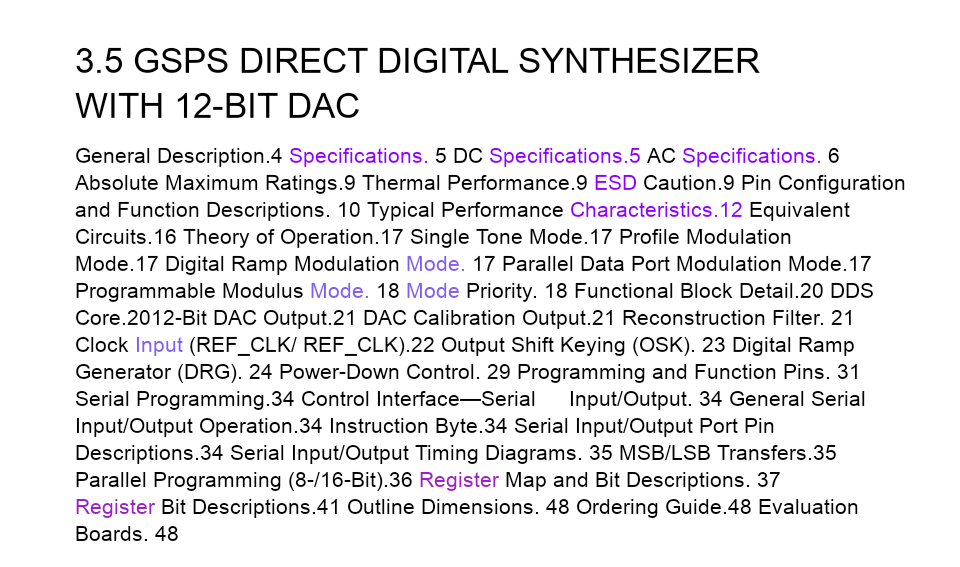 3.5 GSPS DIRECT DIGITAL SYNTHESIZER
WITH 12-BIT DAC
General Description.4 Specifications. 5 DC Specifications.5 AC Specifications. 6
Absolute Maximum Ratings.9 Thermal Performance.9 ESD Caution.9 Pin Configuration
and Function Descriptions. 10 Typical Performance Characteristics.12 Equivalent
Circuits.16 Theory of Operation.17 Single Tone Mode.17 Profile Modulation
Mode.17 Digital Ramp Modulation Mode. 17 Parallel Data Port Modulation Mode.17
Programmable Modulus Mode. 18 Mode Priority. 18 Functional Block Detail.20 DDS
Core.2012-Bit DAC Output.21 DAC Calibration Output.21 Reconstruction Filter. 21
Clock Input (REF_CLK/ REF_CLK).22 Output Shift Keying (OSK). 23 Digital Ramp
Generator (DRG). 24 Power-Down Control. 29 Programming and Function Pins. 31
Serial Programming.34 Control Interface—Serial Input/Output. 34 General Serial
Input/Output Operation.34 Instruction Byte.34 Serial Input/Output Port Pin
Descriptions.34 Serial Input/Output Timing Diagrams. 35 MSB/LSB Transfers.35
Parallel Programming (8-/16-Bit).36 Register Map and Bit Descriptions. 37
Register Bit Descriptions.41 Outline Dimensions. 48 Ordering Guide.48 Evaluation
Boards. 48